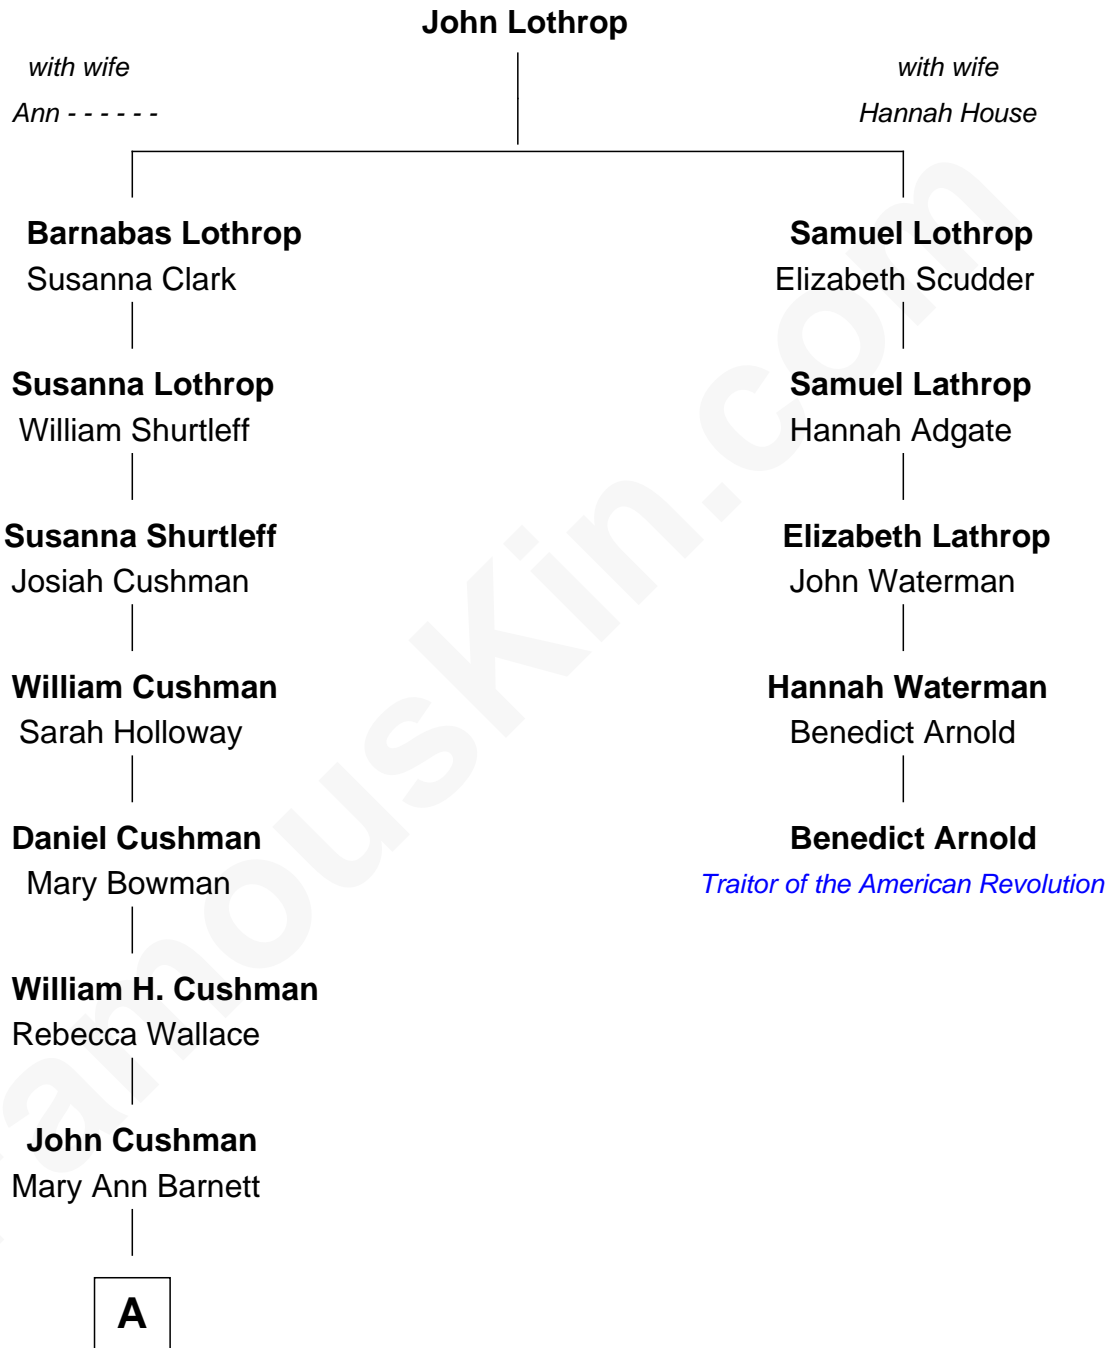 John Lothrop
with wife
Ann - - - - - -
with wife
Hannah House
Barnabas Lothrop
Susanna Clark
Samuel Lothrop
Elizabeth Scudder
Susanna Lothrop
William Shurtleff
Samuel Lathrop
Hannah Adgate
Susanna Shurtleff
Josiah Cushman
Elizabeth Lathrop
John Waterman
William Cushman
Sarah Holloway
Hannah Waterman
Benedict Arnold
Daniel Cushman
Mary Bowman
Benedict Arnold
Traitor of the American Revolution
William H. Cushman
Rebecca Wallace
John Cushman
Mary Ann Barnett
A
FamousKin.com